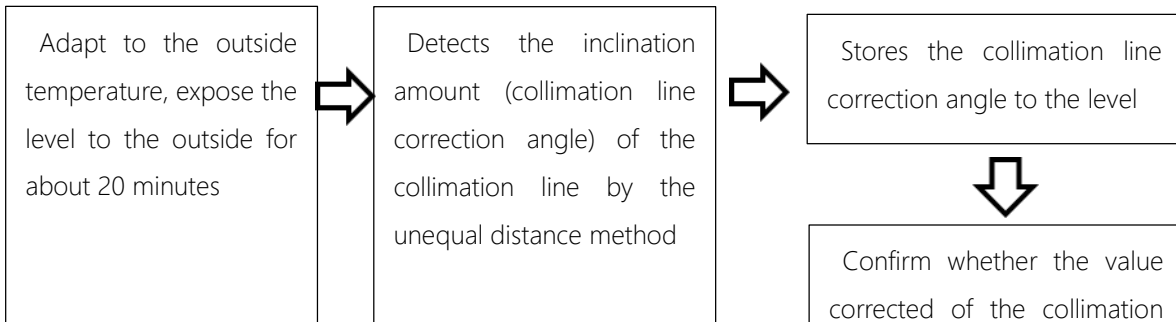 Adapt to the outside
temperature, expose the
level to the outside for
about 20 minutes
Detects the inclination
amount (collimation line
correction angle) of the
collimation line by the
unequal distance method
Stores the collimation line
correction angle to the level
Confirm whether the value
corrected of the collimation